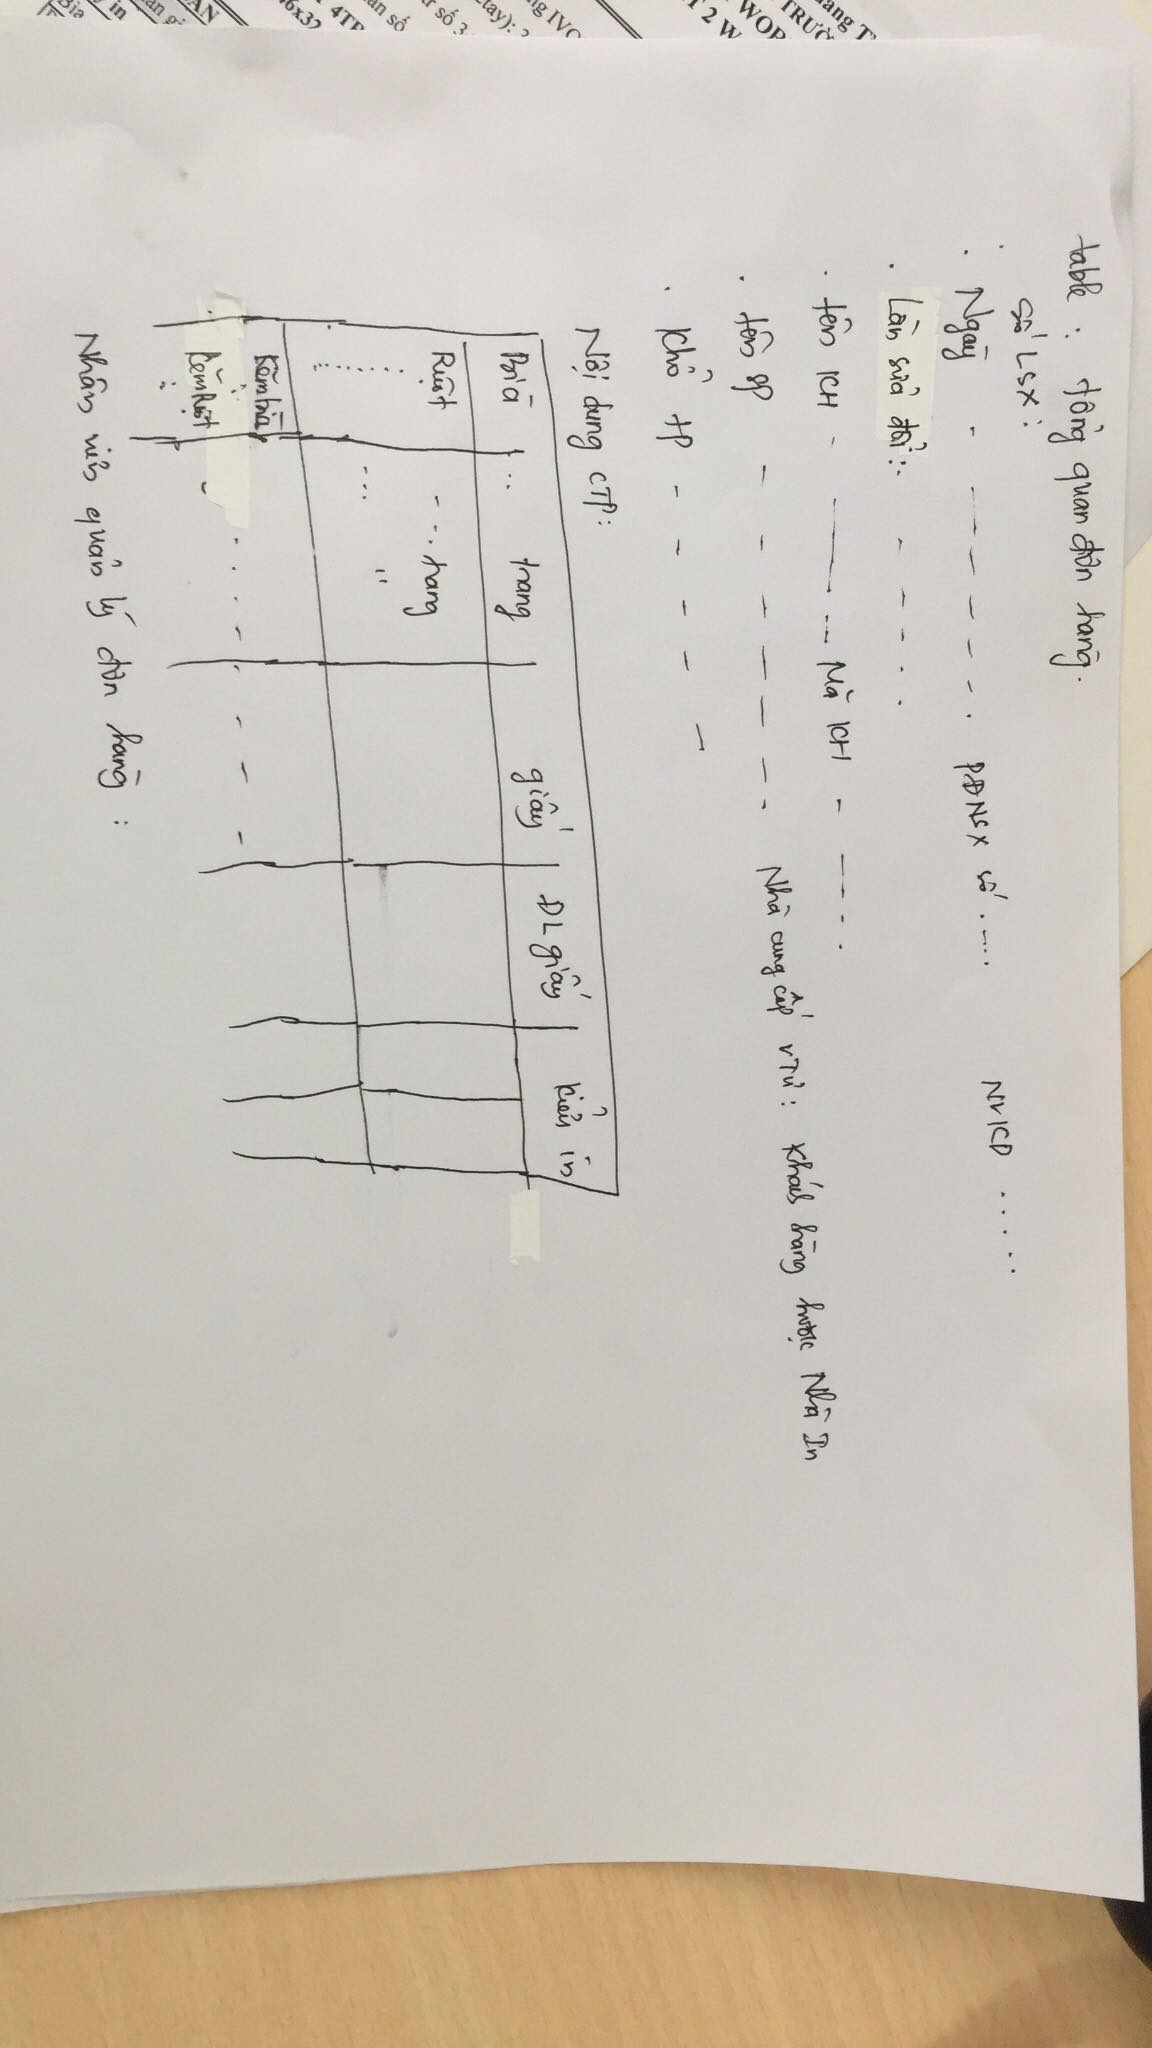 table : tổng quan đơn hàng.
Số LSX :
. Ngày - - - - - - - . PĐNSX số ..... NVKD .....
. Lần sửa đổi : - - - - . .
. tên KH - ——— ... Mã KH - - - - . .
. tên SP - - - - - - - Nhà cung cấp VTư : Khách hàng hược Nhà In
. Khổ TP - - - - -
Nội dung CTP :
Bìa .. trang giấy ĐL giấy Kiểu in
Ruột - - .. trang
... "
Kẽm bìa
Kẽm Ruột
Nhân viên quản lý đơn hàng :